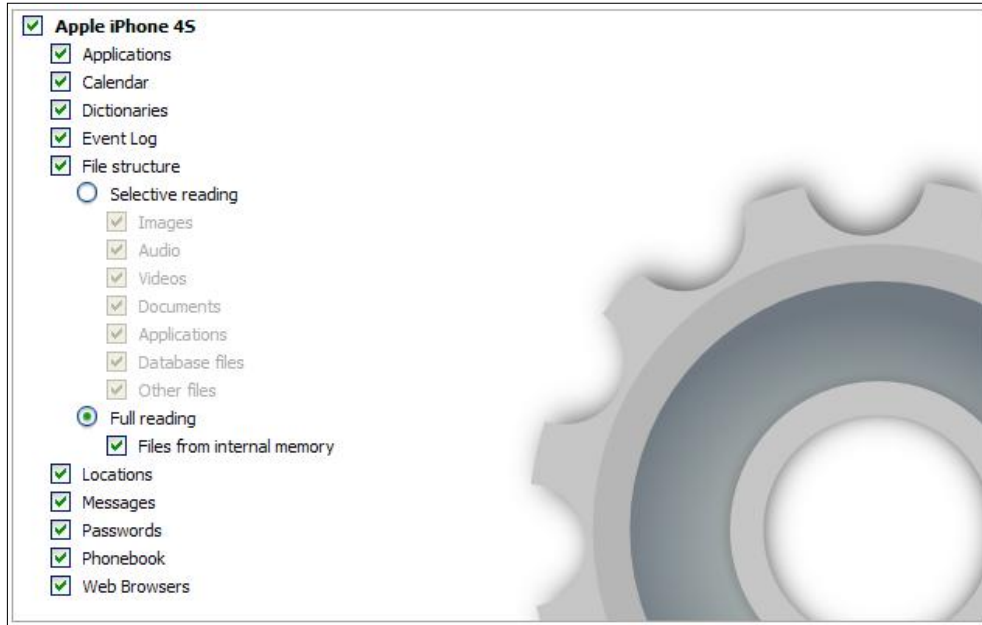 Apple iPhone 4S
Applications
Calendar
Dictionaries
Event Log
File structure
Selective reading
Images
Audio
Videos
Documents
Applications
Database files
Other files
Full reading
Files from internal memory
Locations
Messages
Passwords
Phonebook
Web Browsers